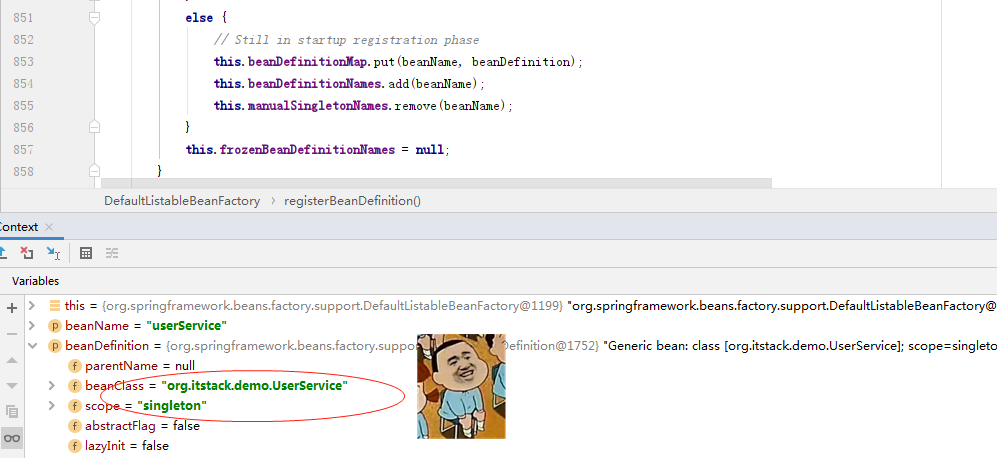 851 else {
852 // Still in startup registration phase
853 this.beanDefinitionMap.put(beanName, beanDefinition);
854 this.beanDefinitionNames.add(beanName);
855 this.manualSingletonNames.remove(beanName);
856 }
857 this.frozenBeanDefinitionNames = null;
858 }
DefaultListableBeanFactory › registerBeanDefinition()
Context ×
Variables
this = {org.springframework.beans.factory.support.DefaultListableBeanFactory@1199} "org.springframework.beans.factory.support.DefaultListableBeanFactory@
p beanName = "userService"
p beanDefinition = {org.springframework.beans.factory.suppo Definition@1752} "Generic bean: class [org.itstack.demo.UserService]; scope=singleto
f parentName = null
f beanClass = "org.itstack.demo.UserService"
f scope = "singleton"
f abstractFlag = false
f lazyInit = false